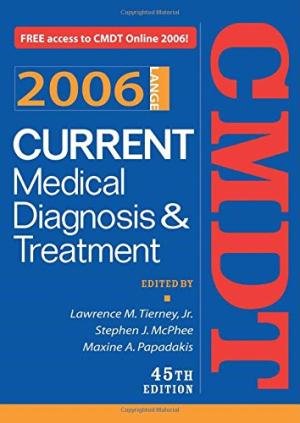 FREE access to CMDT Online 2006!
2006
LANGE
CURRENT
Medical
Diagnosis &
Treatment
EDITED BY
Lawrence M. Tierney, Jr.
Stephen J. McPhee
Maxine A. Papadakis
45TH
EDITION
CMDT